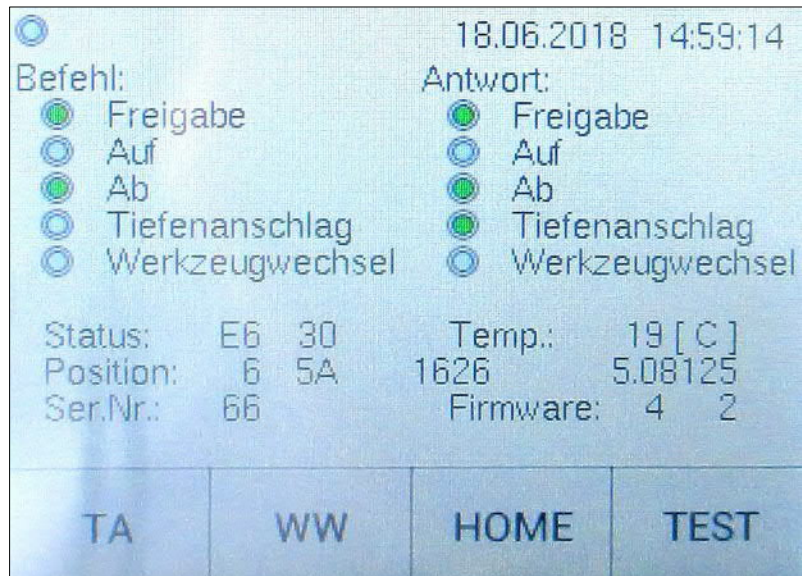 18.06.2018 14:59:14
Befehl: Antwort:
Freigabe Freigabe
Auf Auf
Ab Ab
Tiefenanschlag Tiefenanschlag
Werkzeugwechsel Werkzeugwechsel
Status: E6 30 Temp.: 19 [ C ]
Position: 6 5A 1626 5.08125
Ser.Nr.: 66 Firmware: 4 2
TA WW HOME TEST